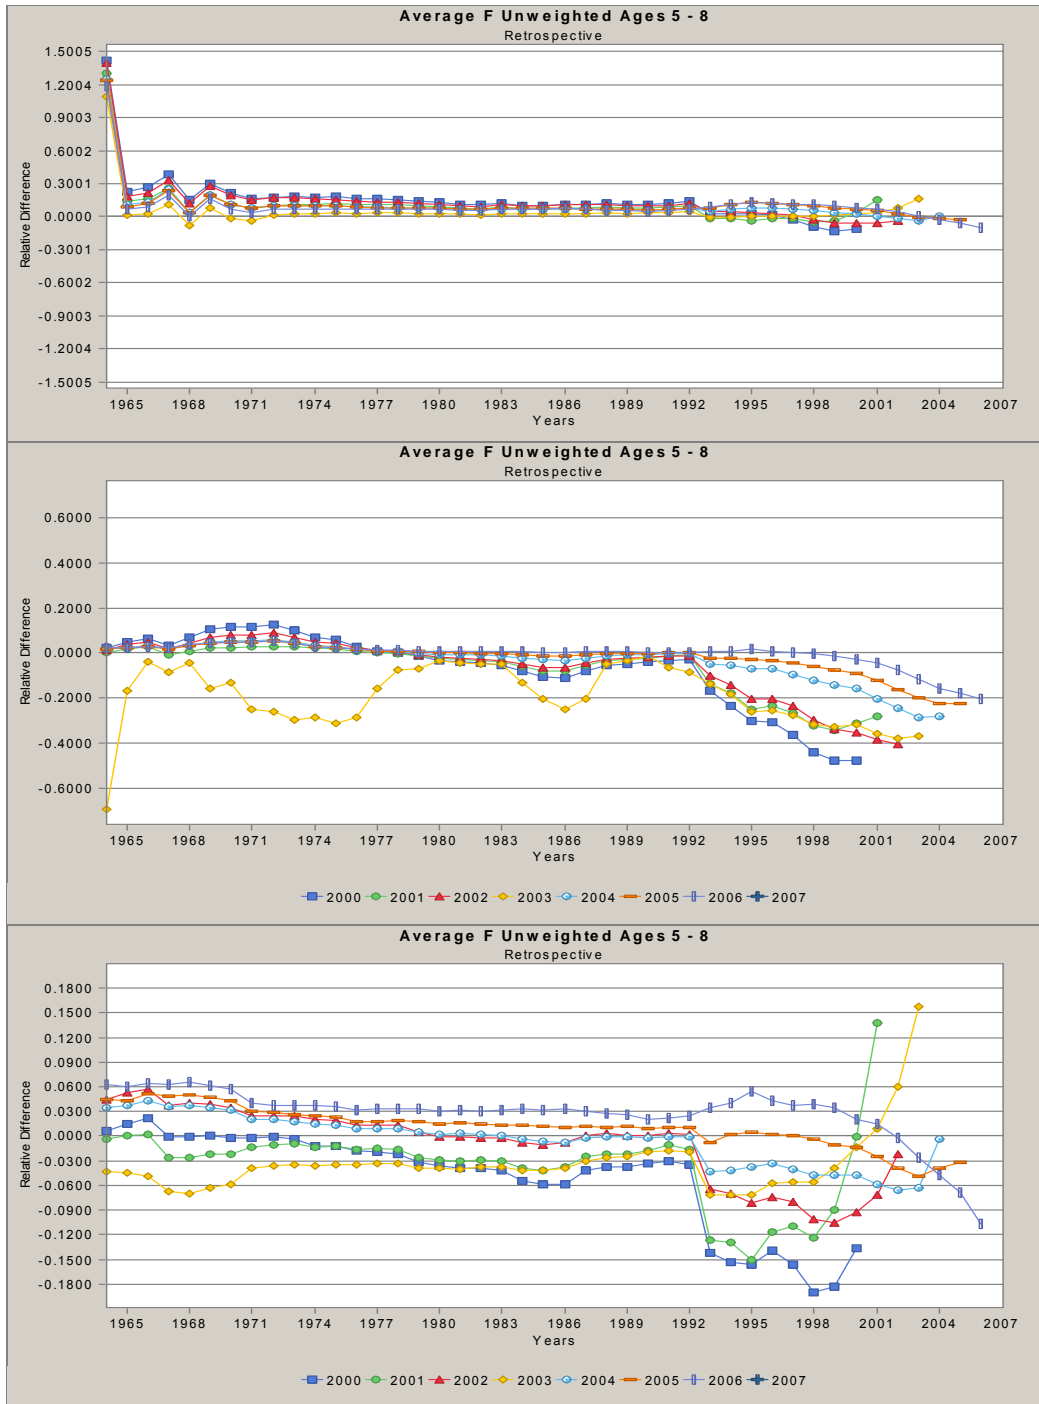 Average F Unweighted Ages 5 - 8
Retrospective
1.5005
1.2004
0.9003
0.6002
0.3001
0.0000
-0.3001
-0.6002
-0.9003
-1.2004
-1.5005
Relative Difference
1965 1968 1971 1974 1977 1980 1983 1986 1989 1992 1995 1998 2001 2004 2007
Years
Average F Unweighted Ages 5 - 8
Retrospective
0.6000
0.4000
0.2000
0.0000
-0.2000
-0.4000
-0.6000
Relative Difference
1965 1968 1971 1974 1977 1980 1983 1986 1989 1992 1995 1998 2001 2004 2007
Years
2000 2001 2002 2003 2004 2005 2006 2007
Average F Unweighted Ages 5 - 8
Retrospective
0.1800
0.1500
0.1200
0.0900
0.0600
0.0300
0.0000
-0.0300
-0.0600
-0.0900
-0.1200
-0.1500
-0.1800
Relative Difference
1965 1968 1971 1974 1977 1980 1983 1986 1989 1992 1995 1998 2001 2004 2007
Years
2000 2001 2002 2003 2004 2005 2006 2007